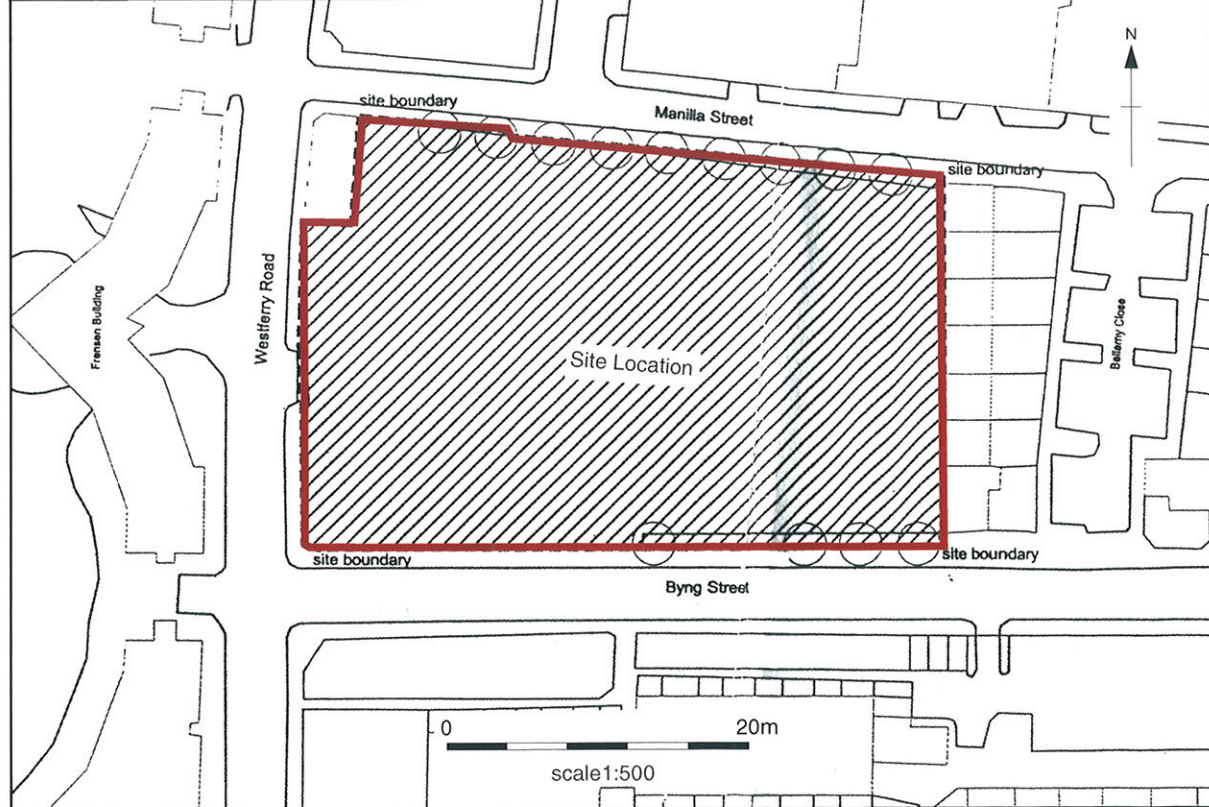 N
site boundary
Manilla Street
site boundary
Westferry Road
Fransen Building
Site Location
Bellamy Close
site boundary
site boundary
Byng Street
0 20m
scale1:500